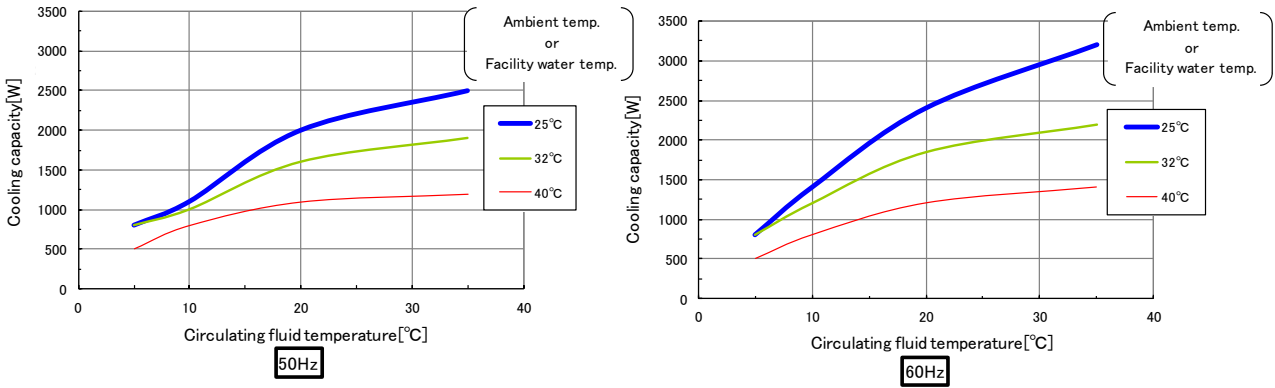 3500
3000
2500
2000
1500
1000
500
0
Cooling capacity[W]
0 10 20 30 40
Circulating fluid temperature[℃]
50Hz
Ambient temp.
or
Facility water temp.
25℃
32℃
40℃
3500
3000
2500
2000
1500
1000
500
0
Cooling capacity[W]
0 10 20 30 40
Circulating fluid temperature[℃]
60Hz
Ambient temp.
or
Facility water temp.
25℃
32℃
40℃